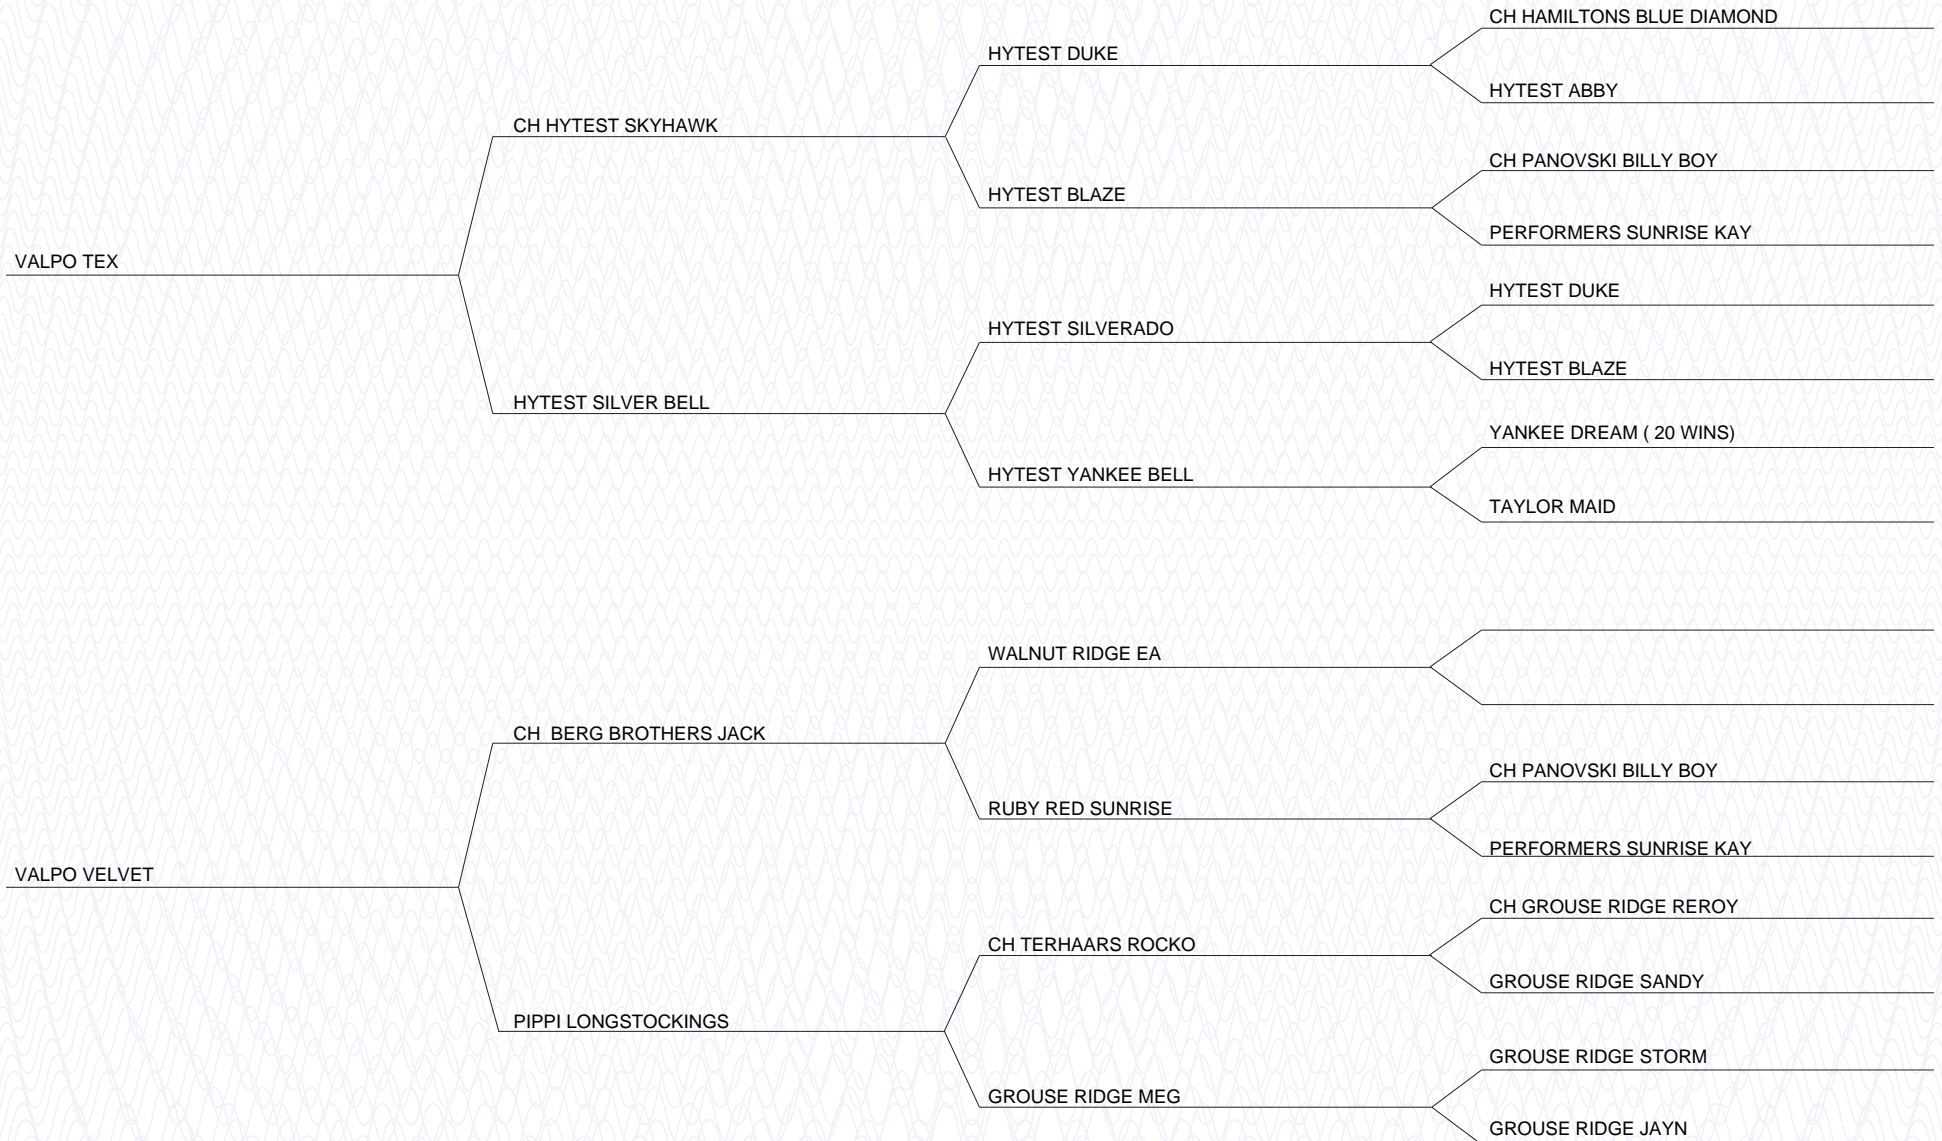 CH HAMILTONS BLUE DIAMOND
HYTEST DUKE
HYTEST ABBY
CH HYTEST SKYHAWK
CH PANOVSKI BILLY BOY
HYTEST BLAZE
PERFORMERS SUNRISE KAY
VALPO TEX
HYTEST DUKE
HYTEST SILVERADO
HYTEST BLAZE
HYTEST SILVER BELL
YANKEE DREAM ( 20 WINS)
HYTEST YANKEE BELL
TAYLOR MAID
WALNUT RIDGE EA
CH  BERG BROTHERS JACK
CH PANOVSKI BILLY BOY
RUBY RED SUNRISE
PERFORMERS SUNRISE KAY
VALPO VELVET
CH GROUSE RIDGE REROY
CH TERHAARS ROCKO
GROUSE RIDGE SANDY
PIPPI LONGSTOCKINGS
GROUSE RIDGE STORM
GROUSE RIDGE MEG
GROUSE RIDGE JAYN